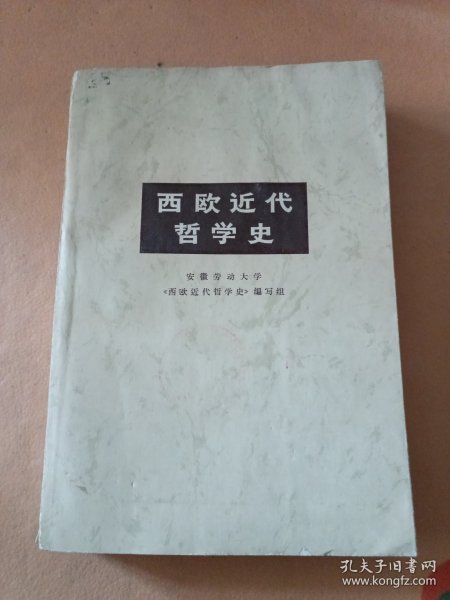 西欧近代
哲学史
安徽劳动大学
《西欧近代哲学史》编写组
孔夫子旧书网
www.kongfz.com